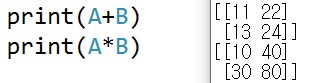 print(A+B)
print(A*B)
[[11 22]
 [13 24]]
[[10 40]
 [30 80]]